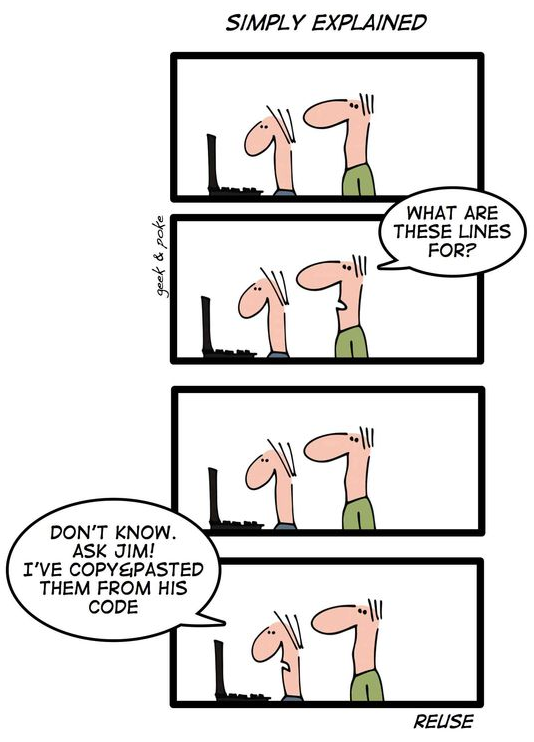 SIMPLY EXPLAINED
WHAT ARE
THESE LINES
FOR?
geek & poke
DON'T KNOW.
ASK JIM!
I'VE COPY&PASTED
THEM FROM HIS
CODE
REUSE